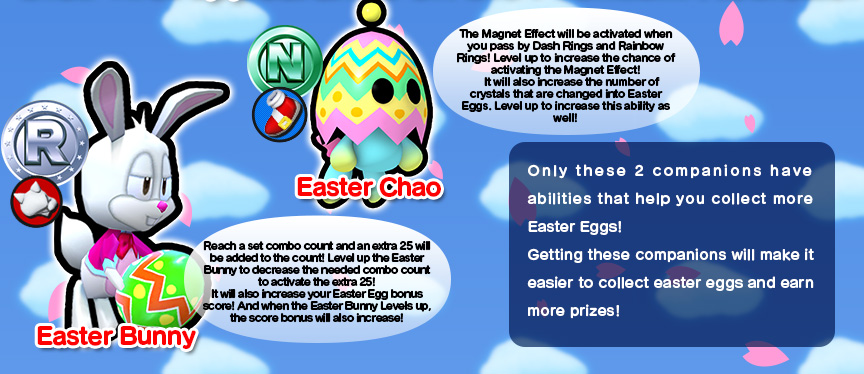 The Magnet Effect will be activated when
you pass by Dash Rings and Rainbow
Rings! Level up to increase the chance of
activating the Magnet Effect!
It will also increase the number of
crystals that are changed into Easter
Eggs. Level up to increase this ability as
well!
N
Easter Chao
R
Only these 2 companions have
abilities that help you collect more
Easter Eggs!
Getting these companions will make it
easier to collect easter eggs and earn
more prizes!
Reach a set combo count and an extra 25 will
be added to the count! Level up the Easter
Bunny to decrease the needed combo count
to activate the extra 25!
It will also increase your Easter Egg bonus
score! And when the Easter Bunny Levels up,
the score bonus will also increase!
Easter Bunny